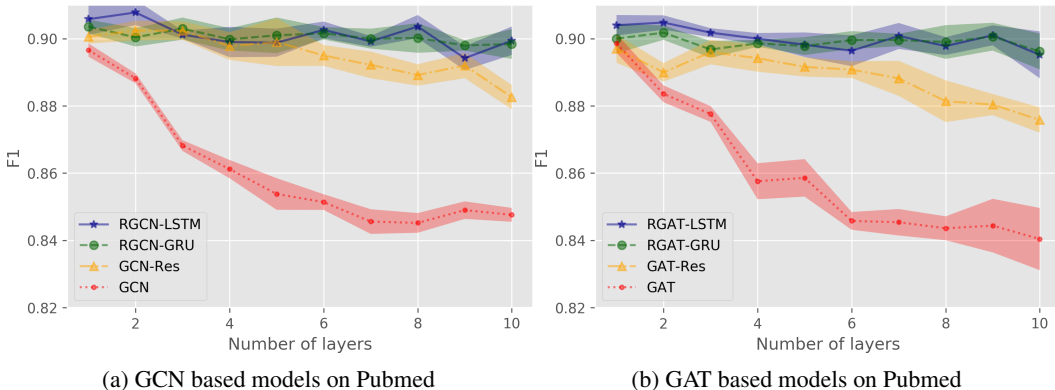 0.90
0.88
0.86
0.84
0.82
F1
RGCN-LSTM
RGCN-GRU
GCN-Res
GCN
2 4 6 8 10
Number of layers
(a) GCN based models on Pubmed
0.90
0.88
0.86
0.84
0.82
F1
RGAT-LSTM
RGAT-GRU
GAT-Res
GAT
2 4 6 8 10
Number of layers
(b) GAT based models on Pubmed